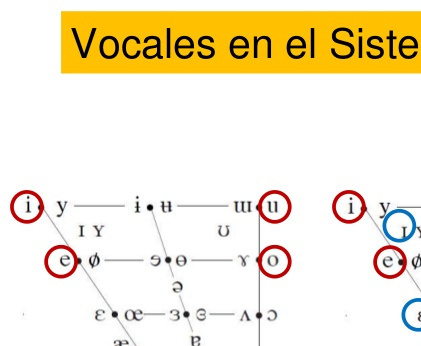 Vocales en el Siste
i y ɨ ʉ ɯ u i y
ɪ ʏ ʊ ɪ Y
e ø ɘ ɵ ɤ o e ø
ə
ɛ œ ɜ ɞ ʌ ɔ ɛ
æ ɐ